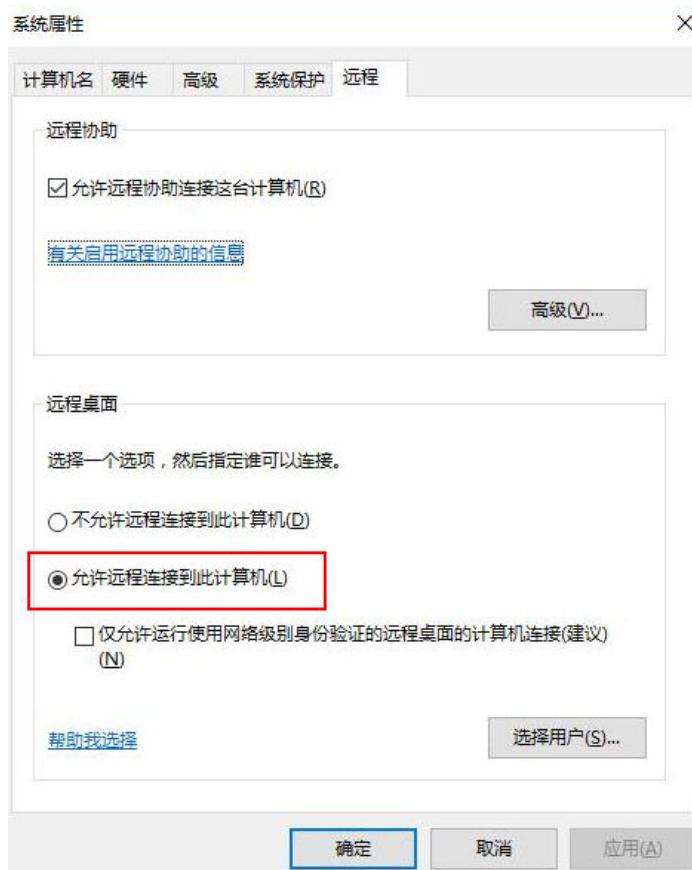 系统属性
计算机名 硬件 高级 系统保护 远程
远程协助
允许远程协助连接这台计算机(R)
有关启用远程协助的信息
高级(V)...
远程桌面
选择一个选项，然后指定谁可以连接。
不允许远程连接到此计算机(D)
允许远程连接到此计算机(L)
仅允许运行使用网络级别身份验证的远程桌面的计算机连接(建议)
(N)
帮助我选择 选择用户(S)...
确定 取消 应用(A)